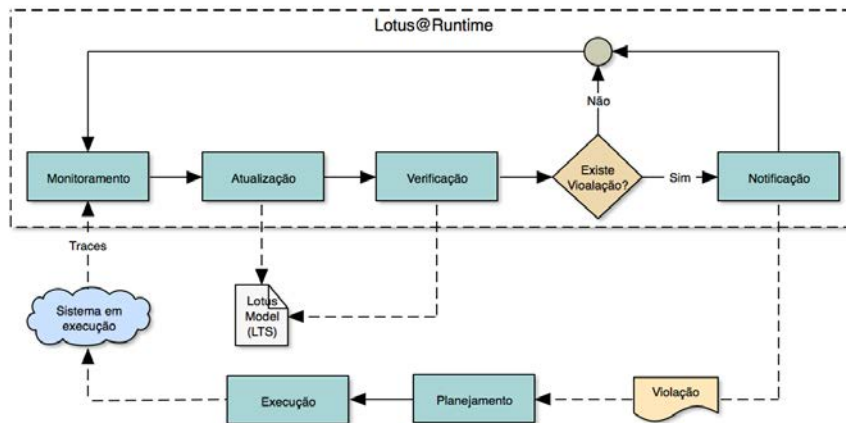 Lotus@Runtime
Não
Monitoramento
Atualização
Verificação
Existe
Vioalação?
Sim
Notificação
Traces
Sistema em
execução
Lotus
Model
(LTS)
Execução
Planejamento
Violação